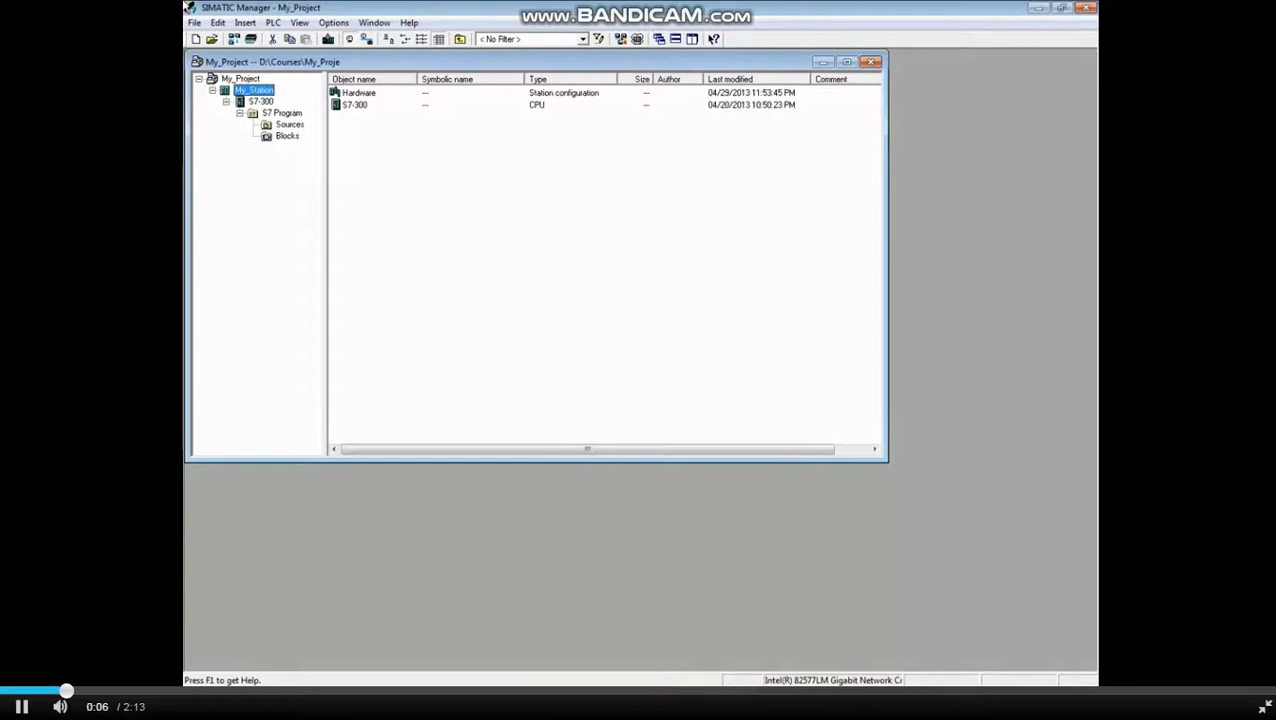 SIMATIC Manager - My_Project
www.BANDICAM.com
File Edit Insert PLC View Options Window Help
< No Filter >
My_Project -- D:\Courses\My_Proje
My_Project
My_Station
S7-300
S7 Program
Sources
Blocks
Object name Symbolic name Type Size Author Last modified Comment
Hardware --- Station configuration --- 04/29/2013 11:53:45 PM
S7-300 --- CPU --- 04/20/2013 10:50:23 PM
Press F1 to get Help.
Intel(R) 82577LM Gigabit Network Cr
0:06 / 2:13